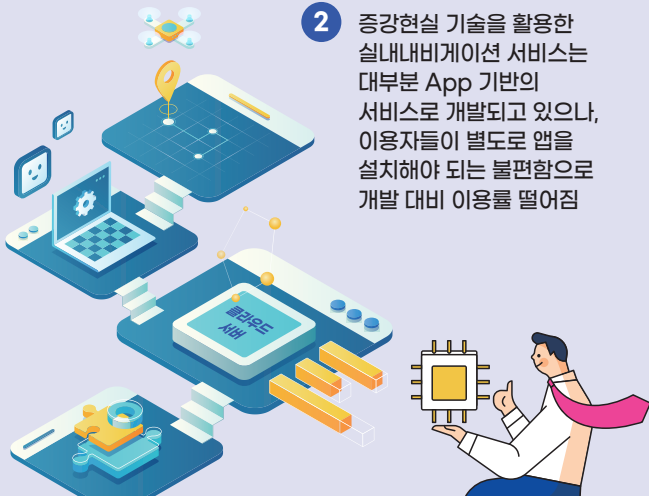 2
증강현실 기술을 활용한
실내내비게이션 서비스는
대부분 App 기반의
서비스로 개발되고 있으나,
이용자들이 별도로 앱을
설치해야 되는 불편함으로
개발 대비 이용률 떨어짐
클라우드
서버